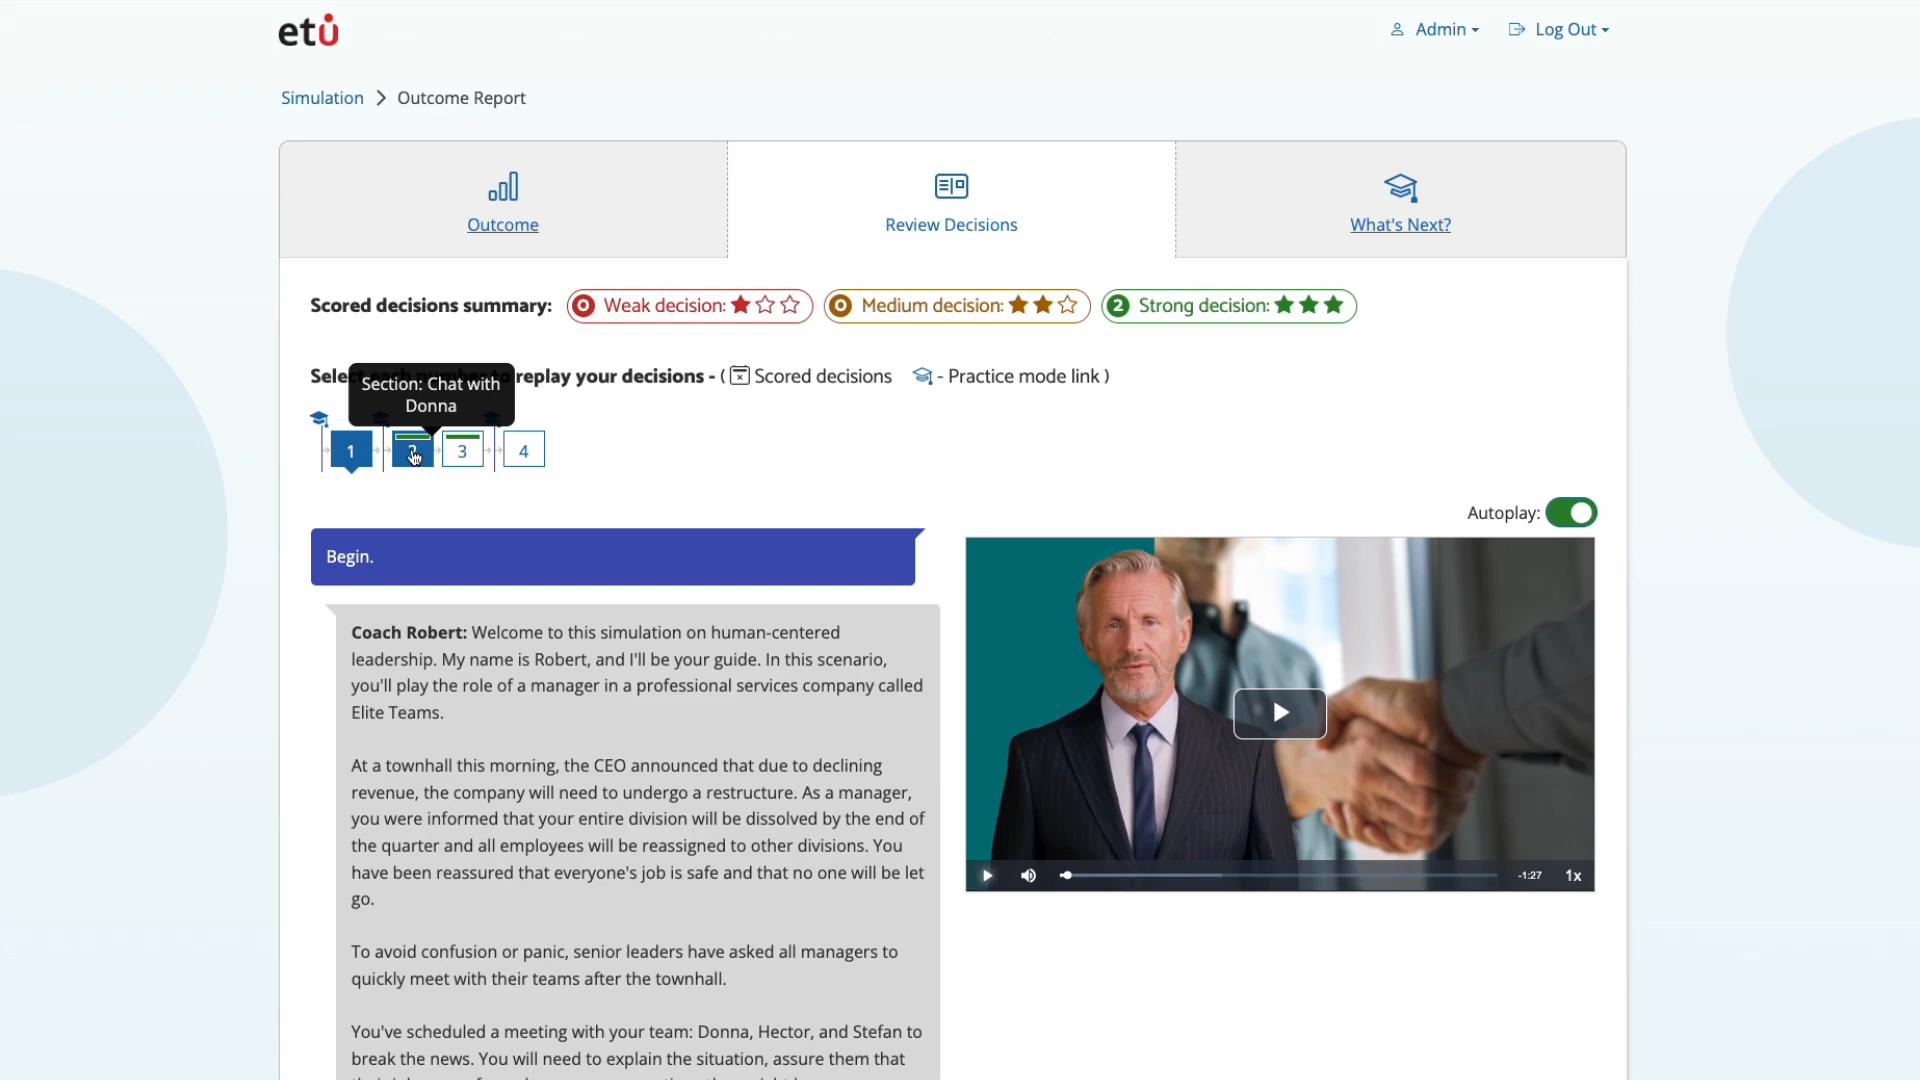 etu
Admin
Log Out
Simulation > Outcome Report
Outcome
Review Decisions
What's Next?
Scored decisions summary: 0 Weak decision: 0 Medium decision: 2 Strong decision:
Section: Chat with
Donna
Sele replay your decisions - ( Scored decisions - Practice mode link )
1 2 3 4
Autoplay:
Begin.
Coach Robert: Welcome to this simulation on human-centered
leadership. My name is Robert, and I'll be your guide. In this scenario,
you'll play the role of a manager in a professional services company called
Elite Teams.
At a townhall this morning, the CEO announced that due to declining
revenue, the company will need to undergo a restructure. As a manager,
you were informed that your entire division will be dissolved by the end of
the quarter and all employees will be reassigned to other divisions. You
have been reassured that everyone's job is safe and that no one will be let
go.
To avoid confusion or panic, senior leaders have asked all managers to
quickly meet with their teams after the townhall.
You've scheduled a meeting with your team: Donna, Hector, and Stefan to
break the news. You will need to explain the situation, assure them that
-1:27
1x